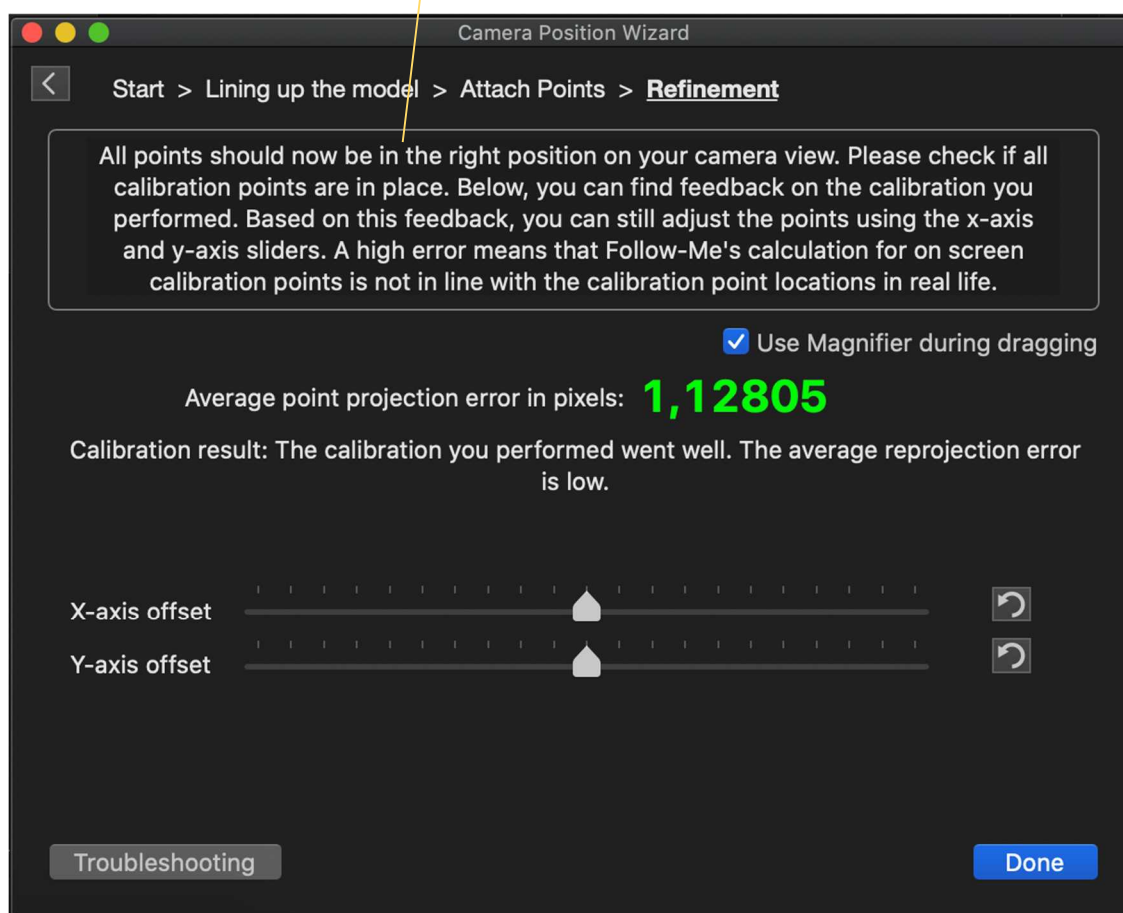 Camera Position Wizard
Start > Lining up the model > Attach Points > Refinement
All points should now be in the right position on your camera view. Please check if all
calibration points are in place. Below, you can find feedback on the calibration you
performed. Based on this feedback, you can still adjust the points using the x-axis
and y-axis sliders. A high error means that Follow-Me's calculation for on screen
calibration points is not in line with the calibration point locations in real life.
Use Magnifier during dragging
Average point projection error in pixels: 1,12805
Calibration result: The calibration you performed went well. The average reprojection error
is low.
X-axis offset
Y-axis offset
Troubleshooting
Done